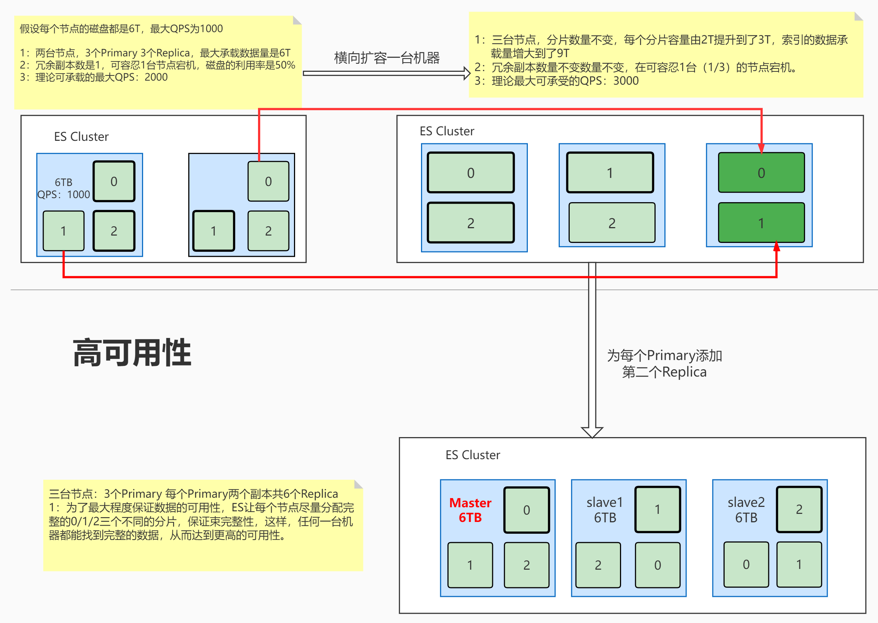 假设每个节点的磁盘都是6T，最大QPS为1000
1：两台节点，3个Primary 3个Replica，最大承载数据量是6T
2：冗余副本数是1，可容忍1台节点宕机，磁盘的利用率是50%
3：理论可承载的最大QPS：2000
横向扩容一台机器
1：三台节点，分片数量不变，每个分片容量由2T提升到了3T，索引的数据承
载量增大到了9T
2：冗余副本数量不变数量不变，在可容忍1台（1/3）的节点宕机。
3：理论最大可承受的QPS：3000
ES Cluster
6TB
QPS：1000
0
1
2
0
1
2
ES Cluster
0
2
1
2
0
1
高可用性
为每个Primary添加
第二个Replica
三台节点：3个Primary 每个Primary两个副本共6个Replica
1：为了最大程度保证数据的可用性，ES让每个节点尽量分配完
整的0/1/2三个不同的分片，保证束完整性，这样，任何一台机
器都能找到完整的数据，从而达到更高的可用性。
ES Cluster
Master
6TB
0
1
2
slave1
6TB
1
2
0
slave2
6TB
2
0
1